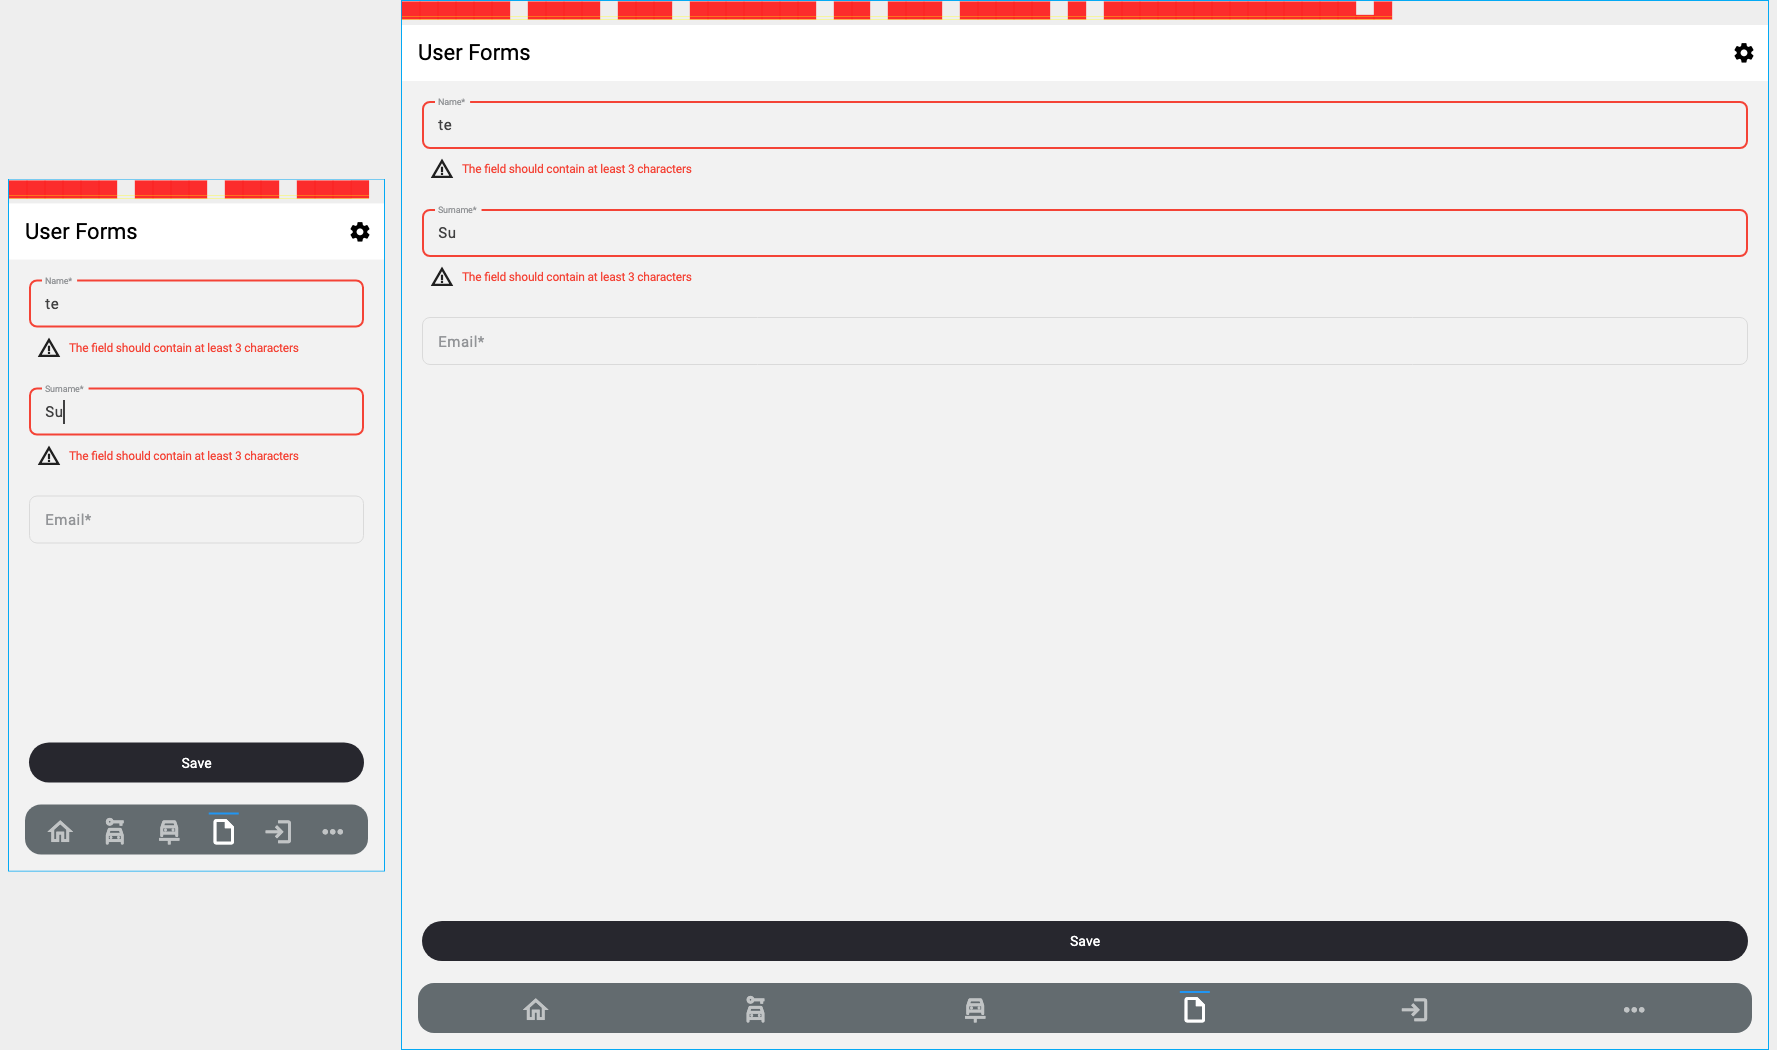 User Forms
Name*
te
The field should contain at least 3 characters
Surname*
Su
The field should contain at least 3 characters
Email*
Save
User Forms
Name*
te
The field should contain at least 3 characters
Surname*
Su
The field should contain at least 3 characters
Email*
Save